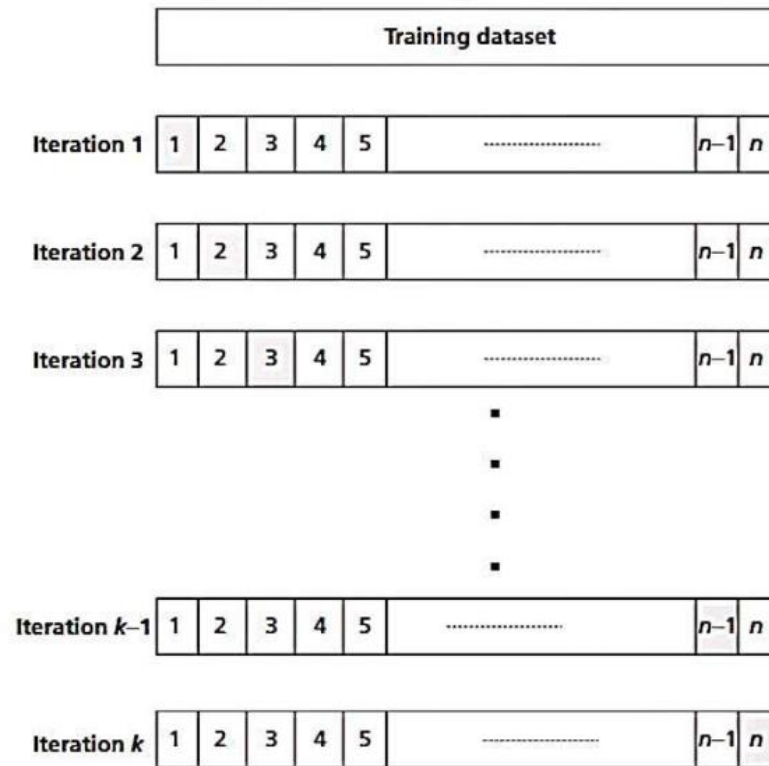 Training dataset
Iteration 1 1 2 3 4 5 ........................ n–1 n
Iteration 2 1 2 3 4 5 ........................ n–1 n
Iteration 3 1 2 3 4 5 ........................ n–1 n
Iteration k–1 1 2 3 4 5 ........................ n–1 n
Iteration k 1 2 3 4 5 ........................ n–1 n